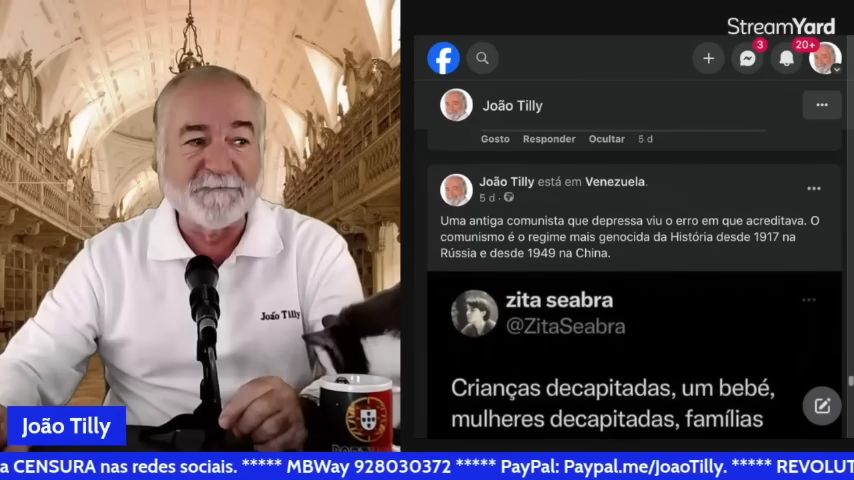 StreamYard
3
20+
João Tilly
Gosto Responder Ocultar 5 d
João Tilly está em Venezuela.
5 d
Uma antiga comunista que depressa viu o erro em que acreditava. O
comunismo é o regime mais genocida da História desde 1917 na
Rússia e desde 1949 na China.
zita seabra
@ZitaSeabra
Crianças decapitadas, um bebé,
mulheres decapitadas, famílias
João Tilly
João Tilly
a CENSURA nas redes sociais. ***** MBWay 928030372 ***** PayPal: Paypal.me/JoaoTilly. ***** REVOLUT